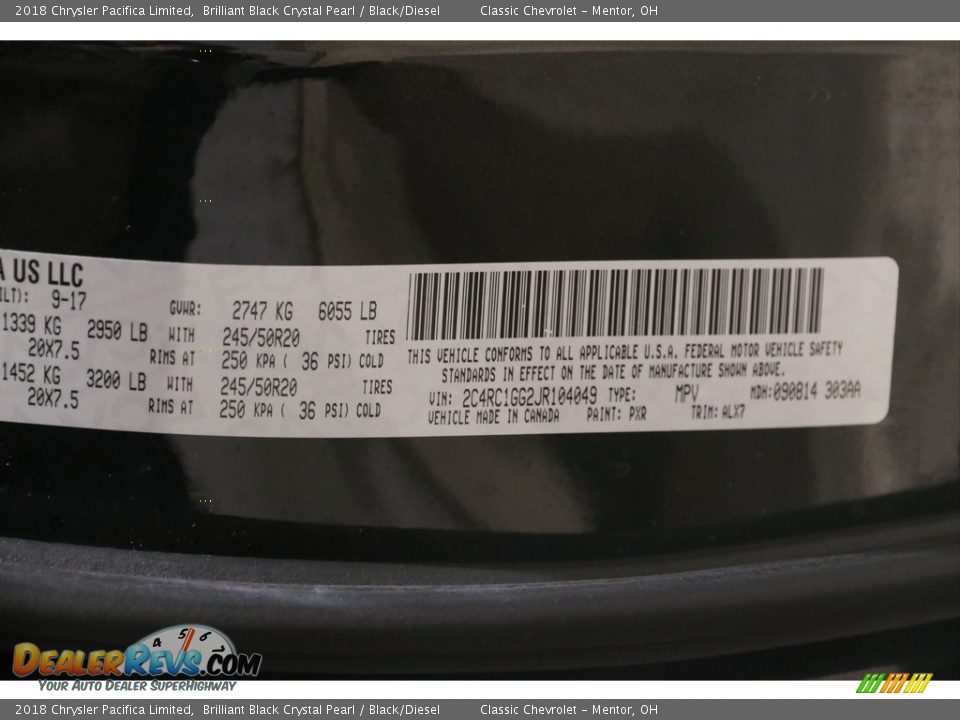 2018 Chrysler Pacifica Limited, Brilliant Black Crystal Pearl / Black/Diesel Classic Chevrolet – Mentor, OH
A US LLC
ILT): 9-17
GVWR: 2747 KG 6055 LB
1339 KG 2950 LB WITH 245/50R20 TIRES
20X7.5 RIMS AT 250 KPA ( 36 PSI) COLD
1452 KG 3200 LB WITH 245/50R20 TIRES
20X7.5 RIMS AT 250 KPA ( 36 PSI) COLD
THIS VEHICLE CONFORMS TO ALL APPLICABLE U.S.A. FEDERAL MOTOR VEHICLE SAFETY
STANDARDS IN EFFECT ON THE DATE OF MANUFACTURE SHOWN ABOVE.
VIN: 2C4RC1GG2JR104049 TYPE: MPV MDH:090814 303AA
VEHICLE MADE IN CANADA PAINT: PXR TRIM: ALX7
4 5 6
DEALERREVS.COM
YOUR AUTO DEALER SUPERHIGHWAY
2018 Chrysler Pacifica Limited, Brilliant Black Crystal Pearl / Black/Diesel Classic Chevrolet – Mentor, OH